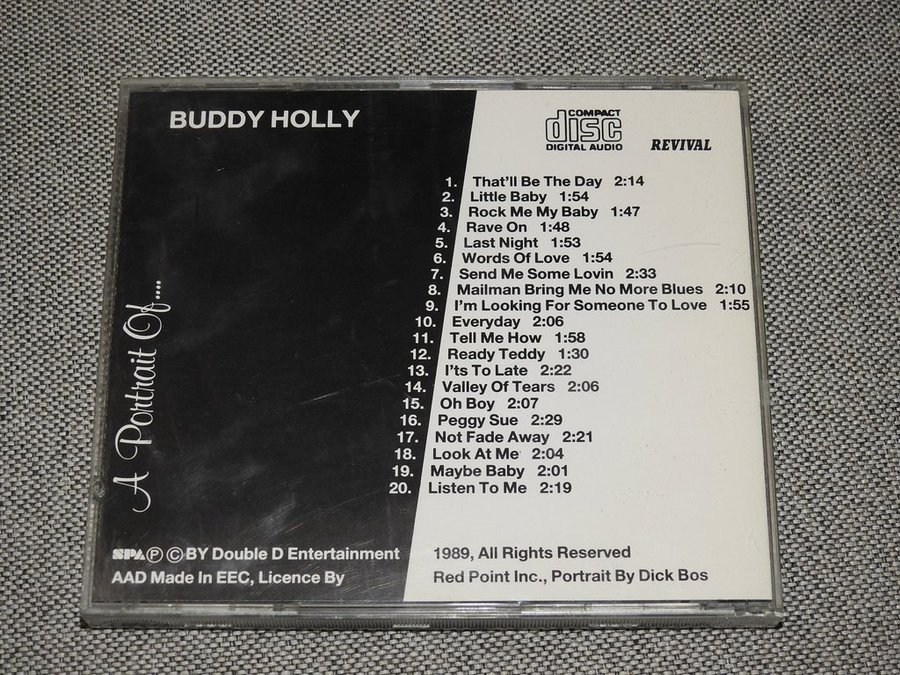 BUDDY HOLLY
COMPACT
disc
DIGITAL AUDIO
REVIVAL
A Portrait Of....
1. That'll Be The Day 2:14
2. Little Baby 1:54
3. Rock Me My Baby 1:47
4. Rave On 1:48
5. Last Night 1:53
6. Words Of Love 1:54
7. Send Me Some Lovin 2:33
8. Mailman Bring Me No More Blues 2:10
9. I'm Looking For Someone To Love 1:55
10. Everyday 2:06
11. Tell Me How 1:58
12. Ready Teddy 1:30
13. I'ts To Late 2:22
14. Valley Of Tears 2:06
15. Oh Boy 2:07
16. Peggy Sue 2:29
17. Not Fade Away 2:21
18. Look At Me 2:04
19. Maybe Baby 2:01
20. Listen To Me 2:19
SPA Ⓟ © BY Double D Entertainment 1989, All Rights Reserved
AAD Made In EEC, Licence By Red Point Inc., Portrait By Dick Bos